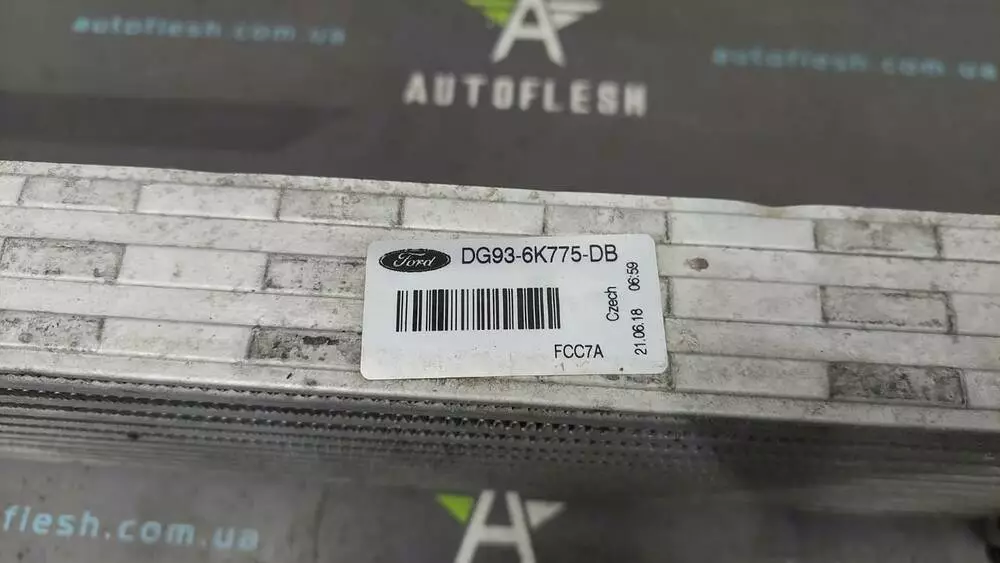 autoflesh.com ua
autoflesh.com ua
AUTOFLESH
Ford
DG93-6K775-DB
FCC7A
Czech
21.06.18 06:59
flesh.com.ua